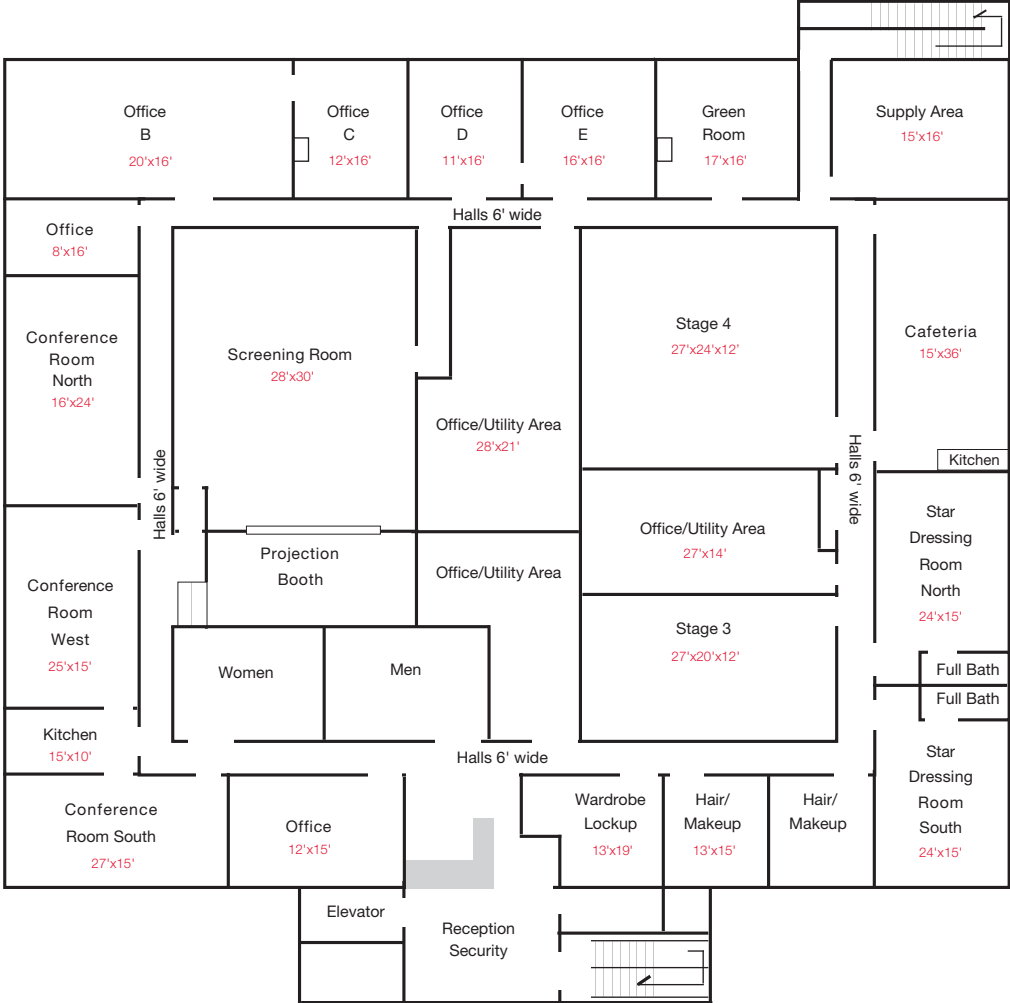 Office
B
20'x16'
Office
C
12'x16'
Office
D
11'x16'
Office
E
16'x16'
Green
Room
17'x16'
Supply Area
15'x16'
Halls 6' wide
Office
8'x16'
Conference
Room
North
16'x24'
Screening Room
28'x30'
Stage 4
27'x24'x12'
Cafeteria
15'x36'
Office/Utility Area
28'x21'
Kitchen
Halls 6' wide
Halls 6' wide
Office/Utility Area
27'x14'
Star
Dressing
Room
North
24'x15'
Projection
Booth
Office/Utility Area
Conference
Room
West
25'x15'
Stage 3
27'x20'x12'
Women
Men
Full Bath
Full Bath
Kitchen
15'x10'
Halls 6' wide
Star
Dressing
Room
South
24'x15'
Conference
Room South
27'x15'
Office
12'x15'
Wardrobe
Lockup
13'x19'
Hair/
Makeup
13'x15'
Hair/
Makeup
Elevator
Reception
Security